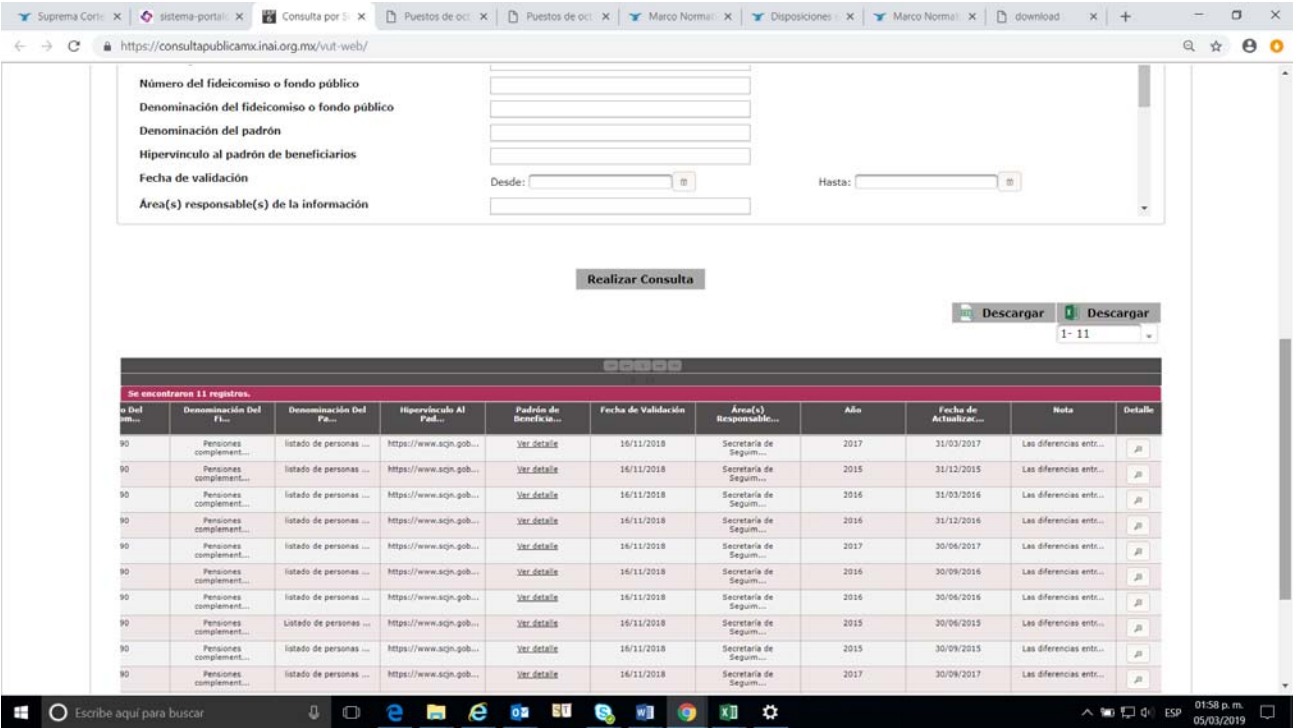 Suprema Corte
sistema-portal
Consulta por S
Puestos de oct
Puestos de oct
Marco Normat
Disposiciones
Marco Normat
download
https://consultapublicamx.inai.org.mx/vut-web/
Número del fideicomiso o fondo público
Denominación del fideicomiso o fondo público
Denominación del padrón
Hipervínculo al padrón de beneficiarios
Fecha de validación Desde: Hasta:
Área(s) responsable(s) de la información
Realizar Consulta
Descargar Descargar
1- 11
Se encontraron 11 registros.
o Del Denominación Del Denominación Del Hipervínculo Al Padrón de Fecha de Validación Área(s) Año Fecha de Nota Detalle
om... Fi... Pa... Pad... Beneficia... Responsable... Actualizac...
90 Pensiones listado de personas ... https://www.scjn.gob... Ver detalle 16/11/2018 Secretaría de 2017 31/03/2017 Las diferencias entr...
complement... Seguim...
90 Pensiones listado de personas ... https://www.scjn.gob... Ver detalle 16/11/2018 Secretaría de 2015 31/12/2015 Las diferencias entr...
complement... Seguim...
90 Pensiones listado de personas ... https://www.scjn.gob... Ver detalle 16/11/2018 Secretaría de 2016 31/03/2016 Las diferencias entr...
complement... Seguim...
90 Pensiones listado de personas ... https://www.scjn.gob... Ver detalle 16/11/2018 Secretaría de 2016 31/12/2016 Las diferencias entr...
complement... Seguim...
90 Pensiones listado de personas ... https://www.scjn.gob... Ver detalle 16/11/2018 Secretaría de 2017 30/06/2017 Las diferencias entr...
complement... Seguim...
90 Pensiones listado de personas ... https://www.scjn.gob... Ver detalle 16/11/2018 Secretaría de 2016 30/09/2016 Las diferencias entr...
complement... Seguim...
90 Pensiones listado de personas ... https://www.scjn.gob... Ver detalle 16/11/2018 Secretaría de 2016 30/06/2016 Las diferencias entr...
complement... Seguim...
90 Pensiones Listado de personas ... https://www.scjn.gob... Ver detalle 16/11/2018 Secretaría de 2015 30/06/2015 Las diferencias entr...
complement... Seguim...
90 Pensiones listado de personas ... https://www.scjn.gob... Ver detalle 16/11/2018 Secretaría de 2015 30/09/2015 Las diferencias entr...
complement... Seguim...
90 Pensiones listado de personas ... https://www.scjn.gob... Ver detalle 16/11/2018 Secretaría de 2017 30/09/2017 Las diferencias entr...
complement... Seguim...
Escribe aquí para buscar
ESP
01:58 p. m.
05/03/2019